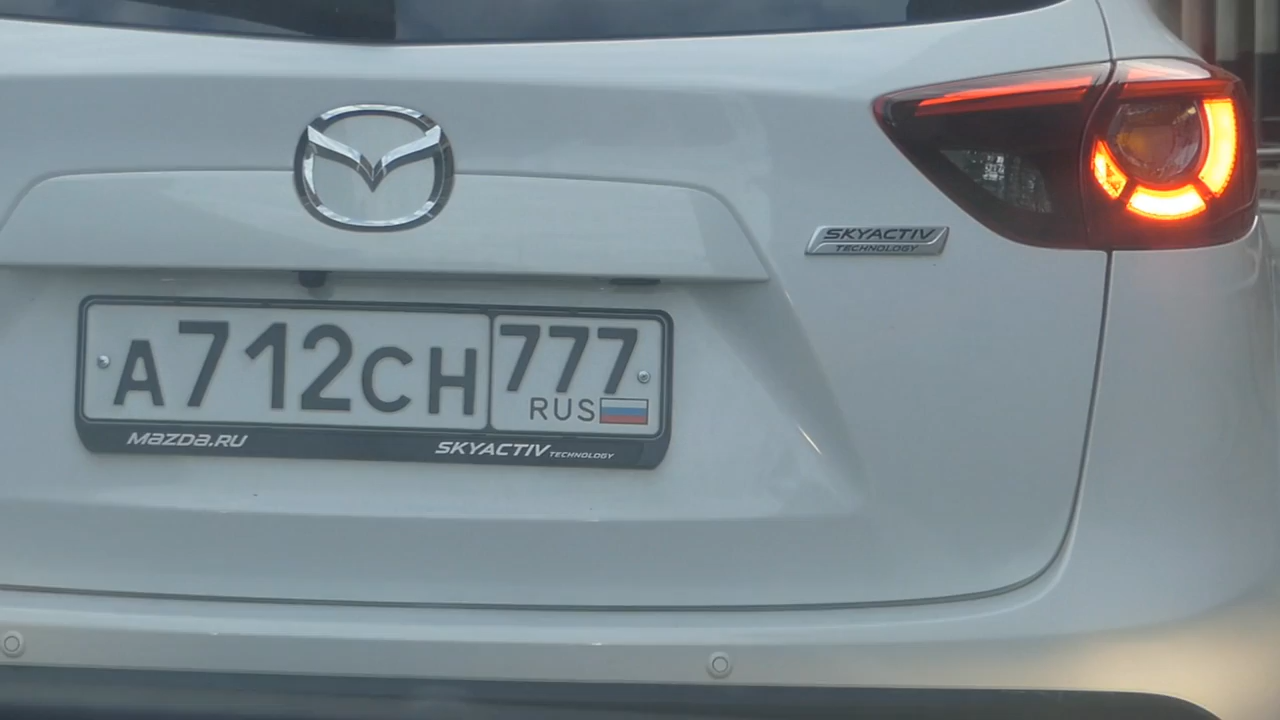 SKYACTIV
TECHNOLOGY
А712СН 777
RUS
MAZDA.RU SKYACTIV TECHNOLOGY